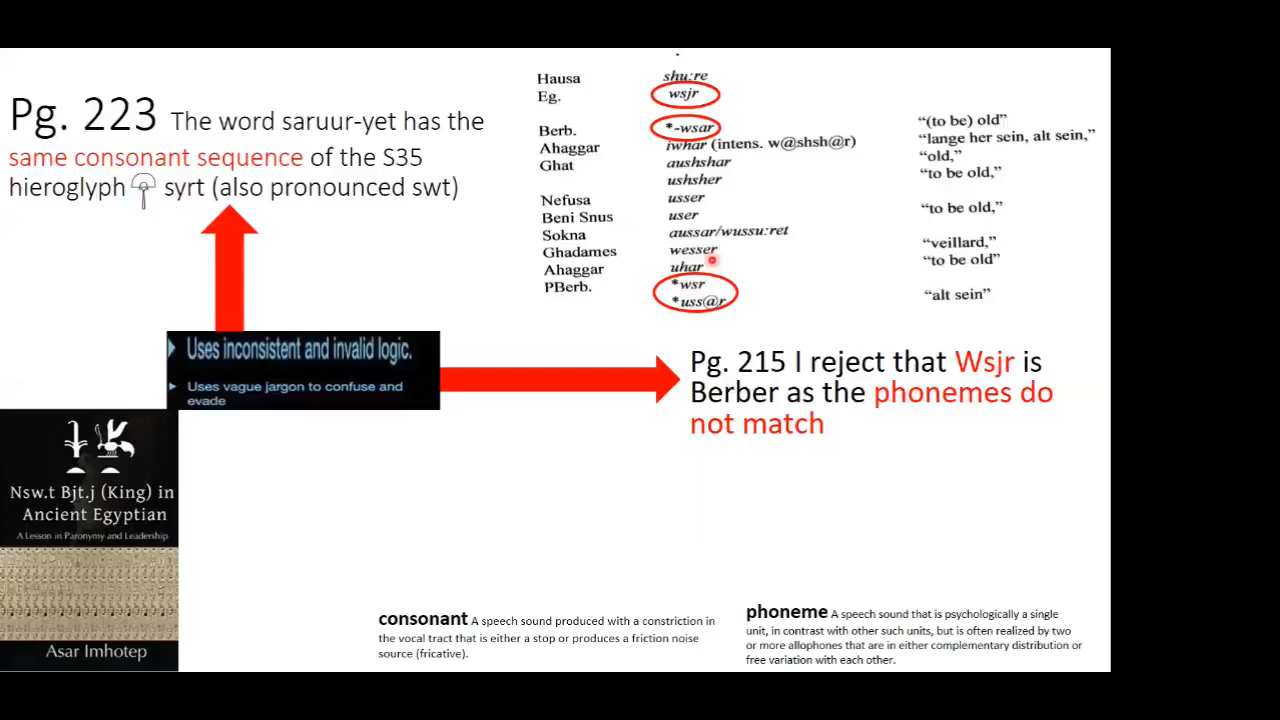 Pg. 223 The word saruur-yet has the
same consonant sequence of the S35
hieroglyph syrt (also pronounced swt)
Uses inconsistent and invalid logic.
Uses vague jargon to confuse and
evade
Nsw.t Bjt.j (King) in
Ancient Egyptian
A Lesson in Paronymy and Leadership
Asar Imhotep
Hausa shu:re
Eg. wsjr
Berb. *-wsar "(to be) old"
Ahaggar iwhar (intens. w@shsh@r) "lange her sein, alt sein,"
Ghat aushshar "old,"
ushsher "to be old,"
Nefusa usser
Beni Snus user "to be old,"
Sokna aussar/wussu:ret
Ghadames wesser "veillard,"
Ahaggar uhar "to be old"
PBerb. *wsr
*uss@r "alt sein"
Pg. 215 I reject that Wsjr is
Berber as the phonemes do
not match
consonant A speech sound produced with a constriction in
the vocal tract that is either a stop or produces a friction noise
source (fricative).
phoneme A speech sound that is psychologically a single
unit, in contrast with other such units, but is often realized by two
or more allophones that are in either complementary distribution or
free variation with each other.